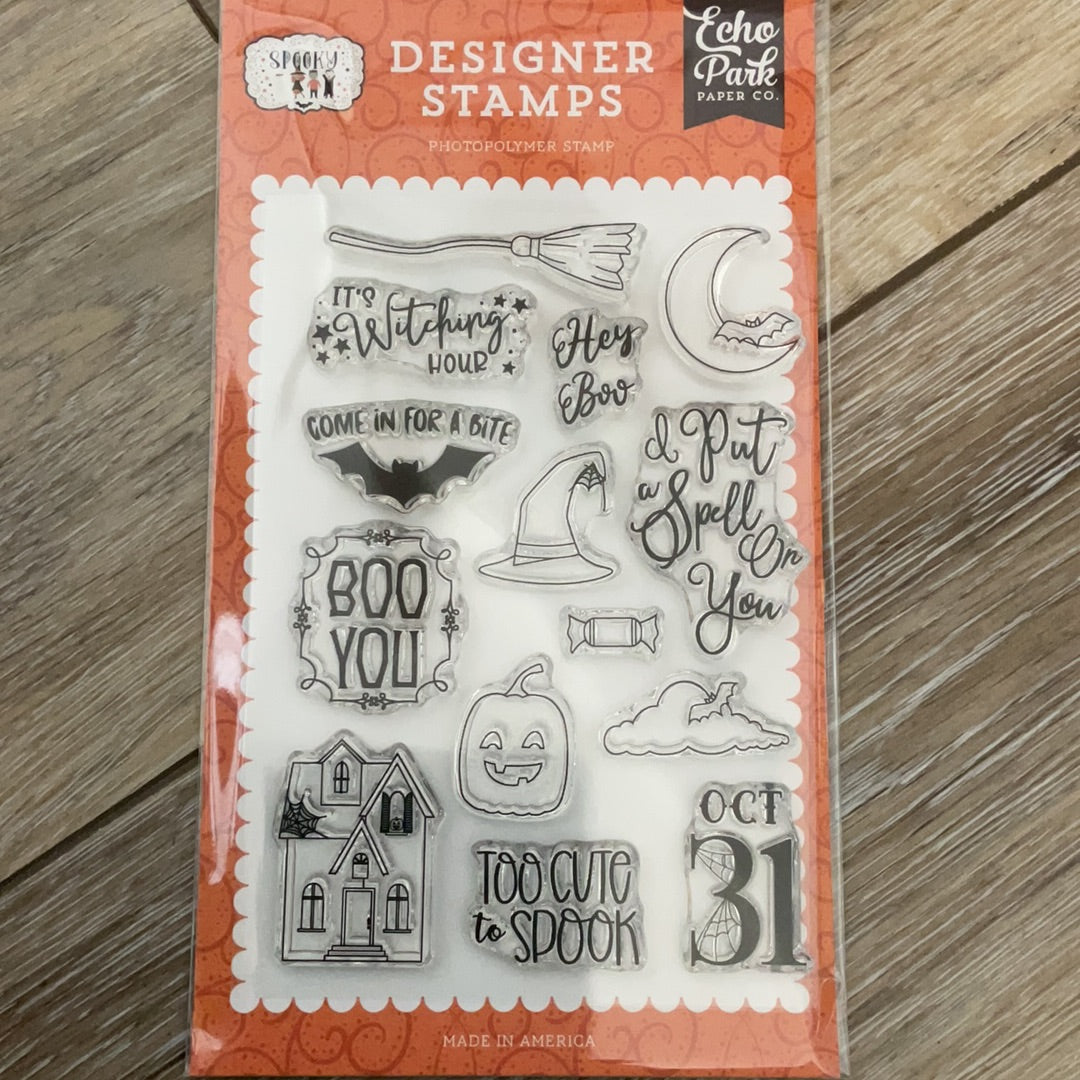 SPOOKY
DESIGNER
STAMPS
PHOTOPOLYMER STAMP
Echo
Park
PAPER CO.
IT'S
Witching
HOUR
Hey
Boo
COME iN FOR A BiTE
I Put
a Spell
On
You
BOO
YOU
TOO CUTE
to SPOOK
OCT
31
MADE IN AMERICA